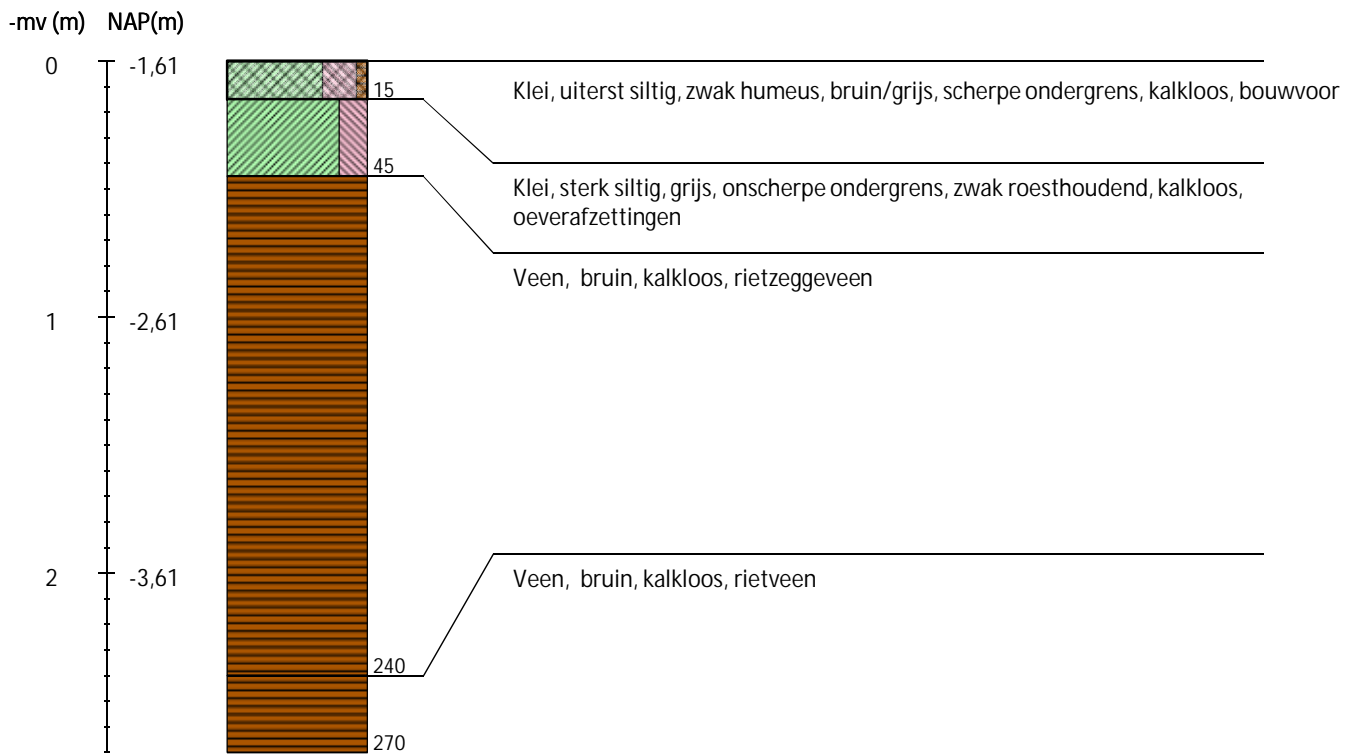 -mv (m) NAP(m)
0 -1,61
15
Klei, uiterst siltig, zwak humeus, bruin/grijs, scherpe ondergrens, kalkloos, bouwvoor
45
Klei, sterk siltig, grijs, onscherpe ondergrens, zwak roesthoudend, kalkloos,
oeverafzettingen
Veen, bruin, kalkloos, rietzeggeveen
1 -2,61
2 -3,61
Veen, bruin, kalkloos, rietveen
240
270